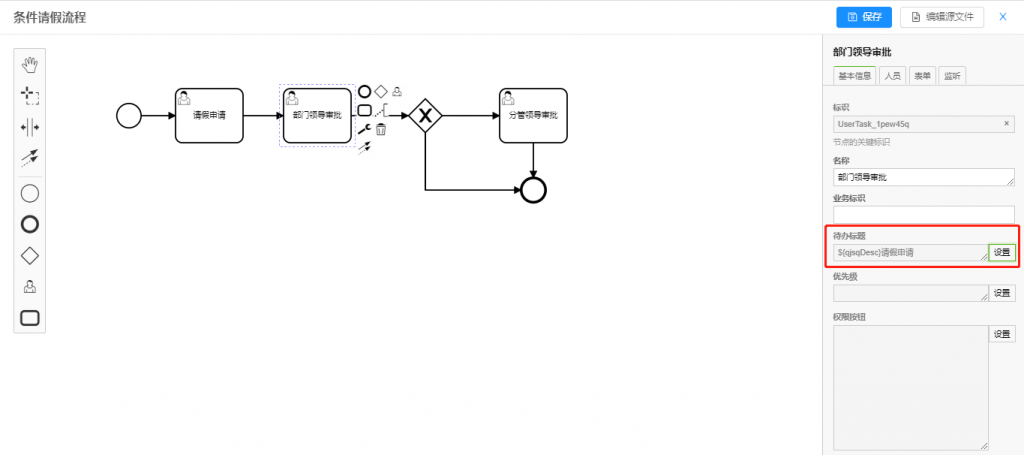 条件请假流程
保存
编辑源文件
X
请假申请
部门领导审批
X
分管领导审批
部门领导审批
基本信息
人员
表单
监听
标识
UserTask_1pew45q
×
节点的关键标识
名称
部门领导审批
业务标识
待办标题
${qjsqDesc}请假申请
设置
优先级
设置
权限按钮
设置